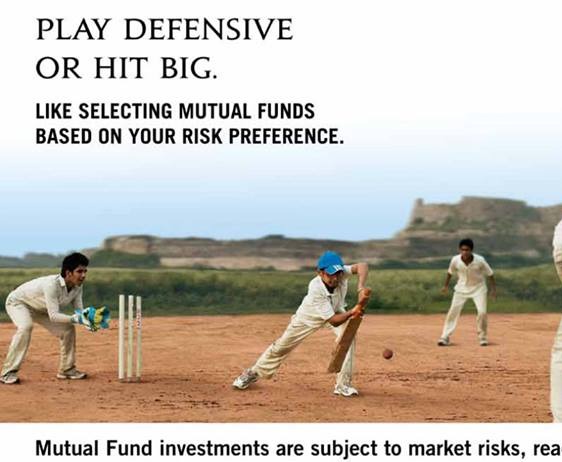 PLAY DEFENSIVE
OR HIT BIG.
LIKE SELECTING MUTUAL FUNDS
BASED ON YOUR RISK PREFERENCE.
Mutual Fund investments are subject to market risks, rea